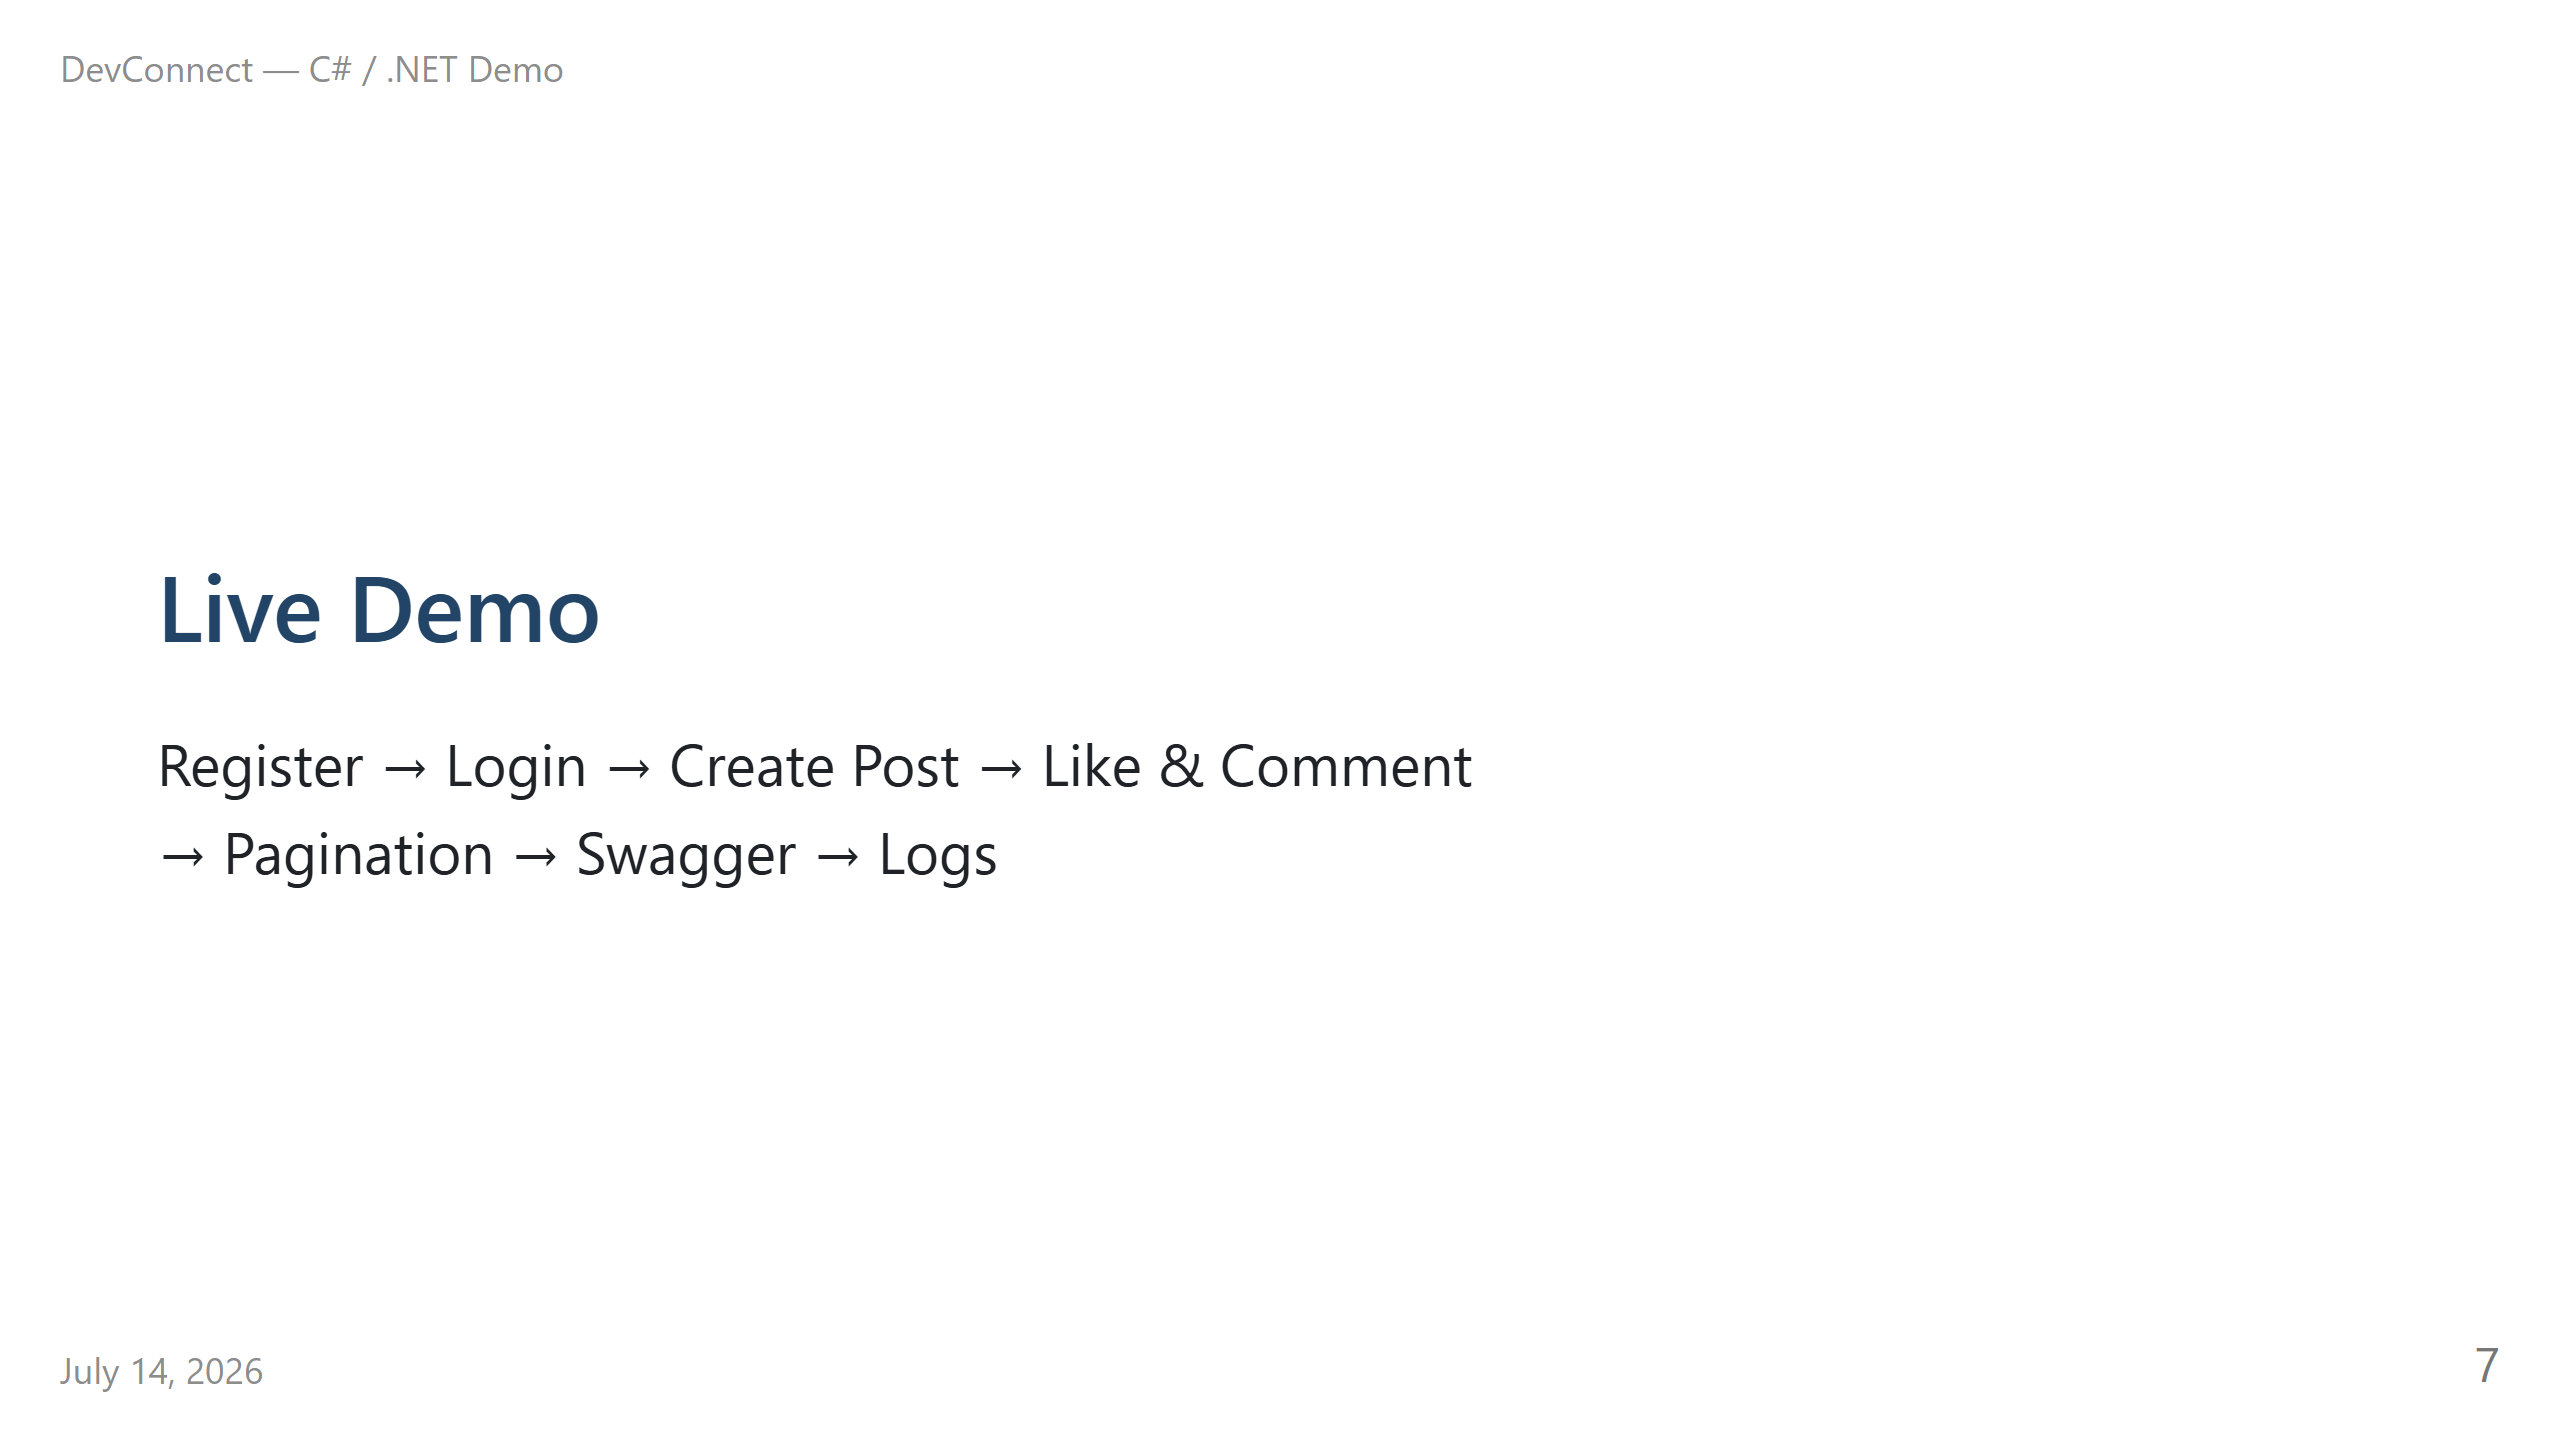 DevConnect — C# / .NET Demo
Live Demo
Register → Login → Create Post → Like & Comment
→ Pagination → Swagger → Logs
July 14, 2026
7